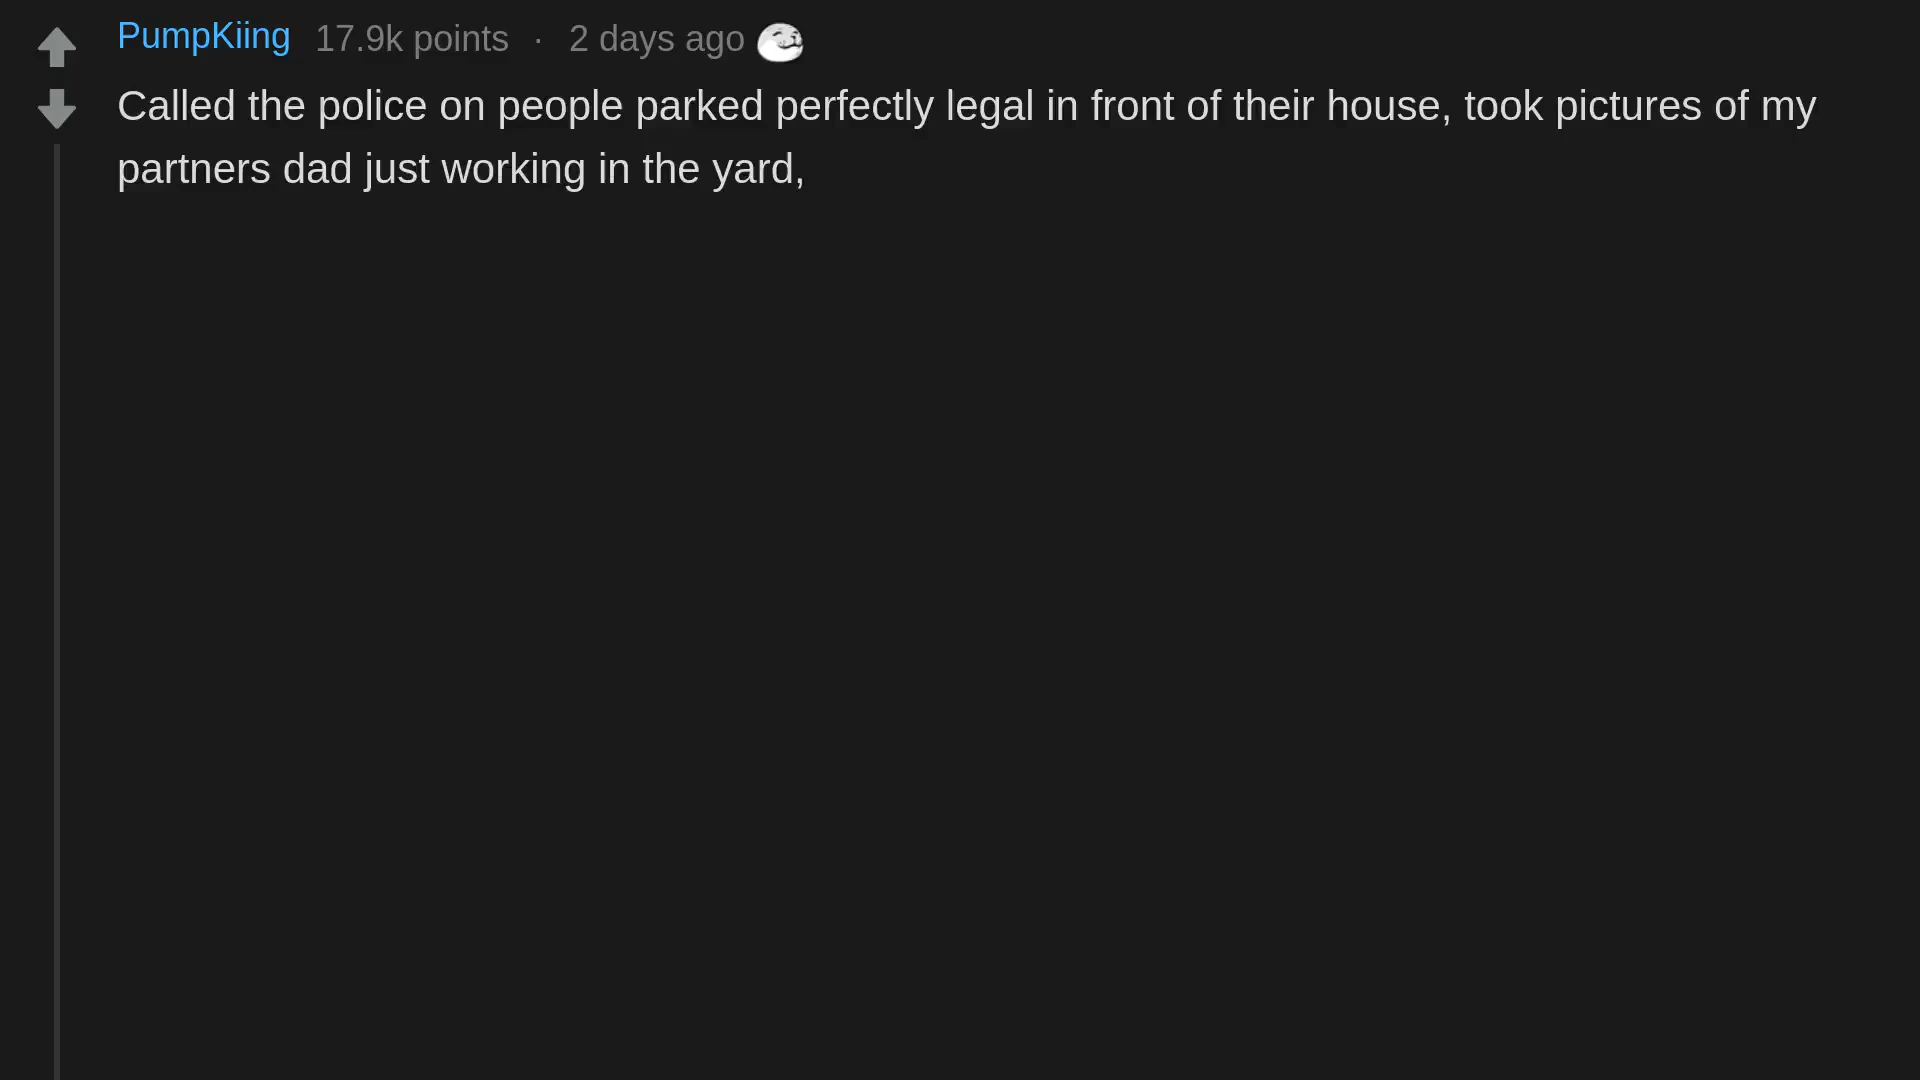 PumpKiing 17.9k points · 2 days ago
Called the police on people parked perfectly legal in front of their house, took pictures of my
partners dad just working in the yard,